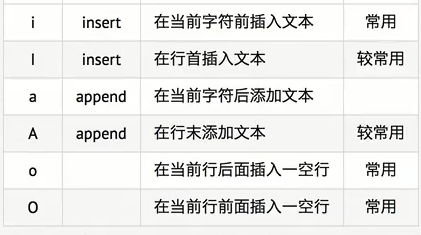 i insert 在当前字符前插入文本 常用
I insert 在行首插入文本 较常用
a append 在当前字符后添加文本
A append 在行末添加文本 较常用
o 在当前行后面插入一空行 常用
O 在当前行前面插入一空行 常用